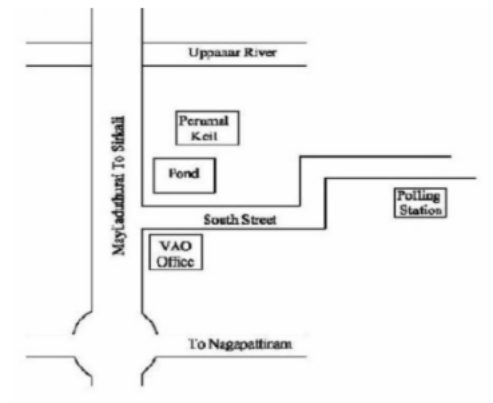 Uppanar River
Perumal
Koil
Pond
Mayiladuthurai To Sirkali
South Street
Polling
Station
VAO
Office
To Nagapattinam